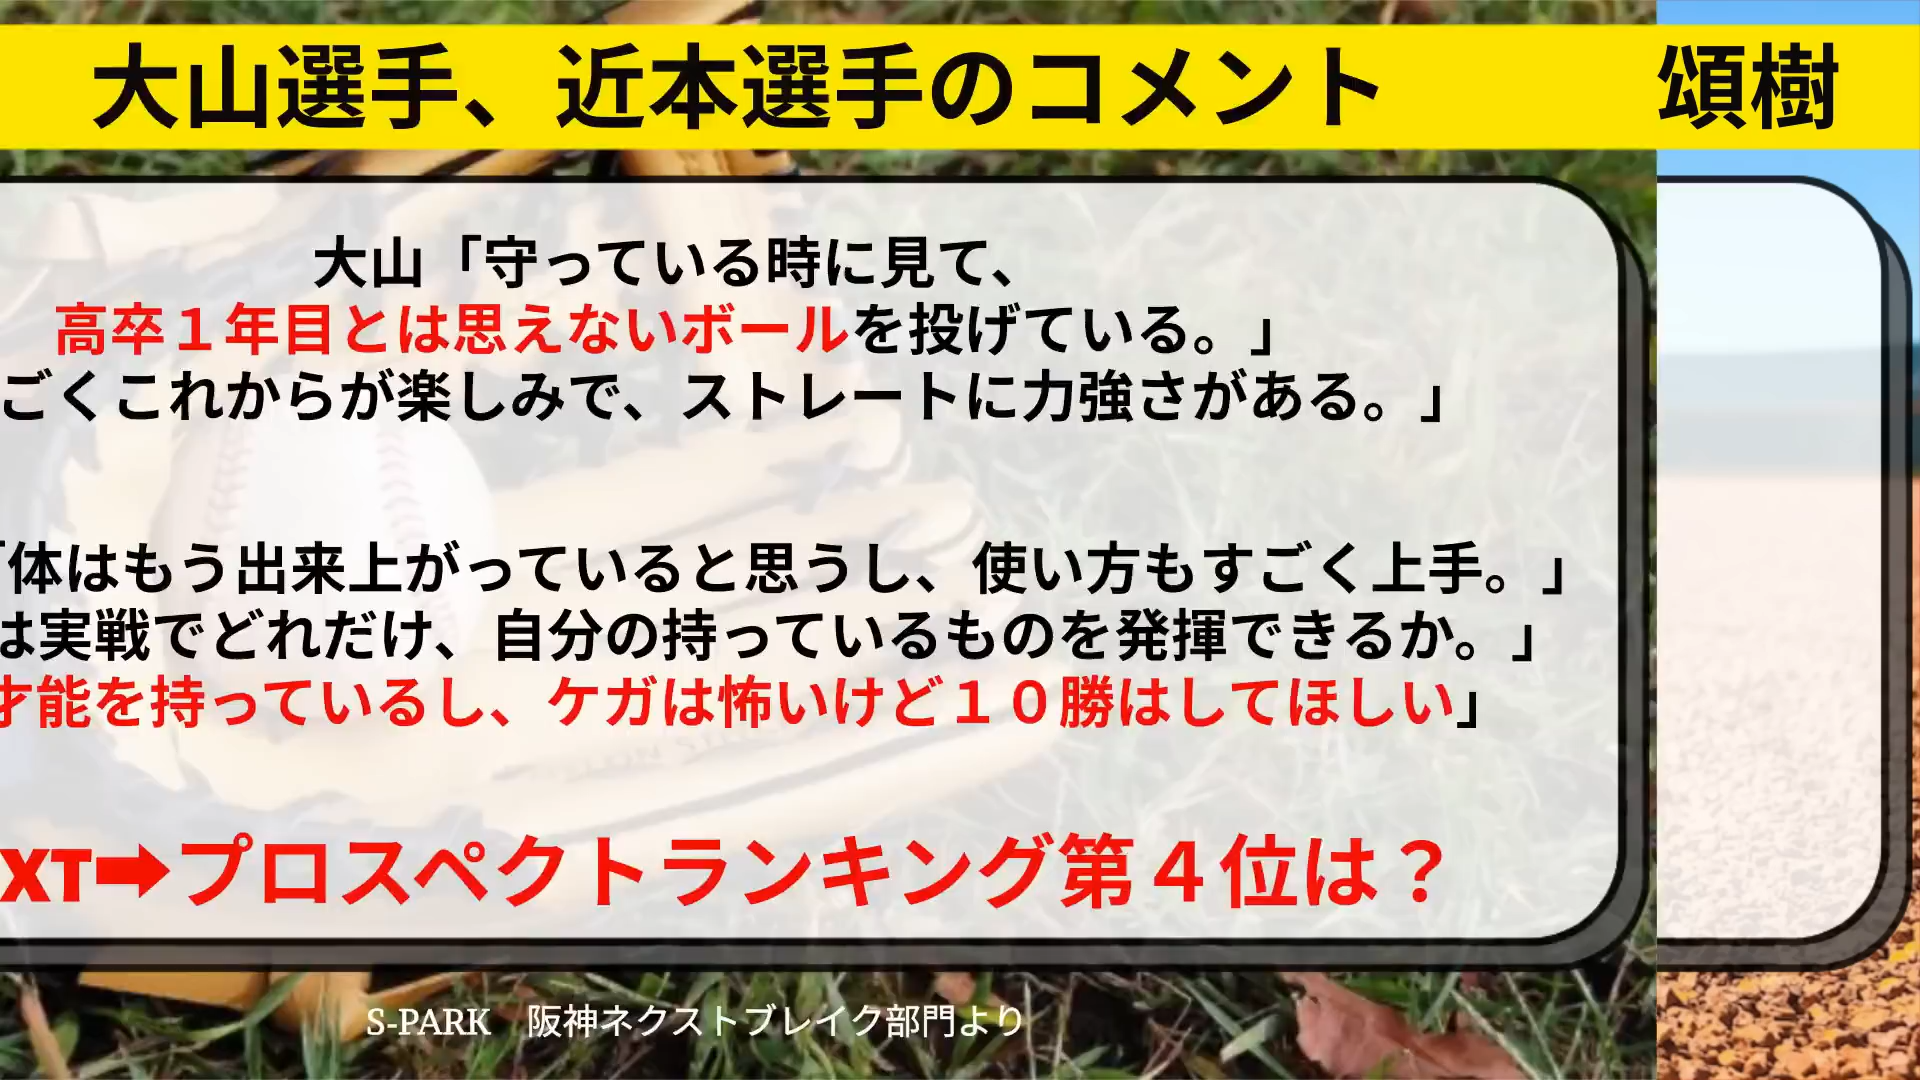 大山選手、近本選手のコメント
頌樹
大山「守っている時に見て、
高卒１年目とは思えないボールを投げている。」
ごくこれからが楽しみで、ストレートに力強さがある。」
「体はもう出来上がっていると思うし、使い方もすごく上手。」
は実戦でどれだけ、自分の持っているものを発揮できるか。」
才能を持っているし、ケガは怖いけど１０勝はしてほしい」
XT➡プロスペクトランキング第４位は？
S-PARK　阪神ネクストブレイク部門より